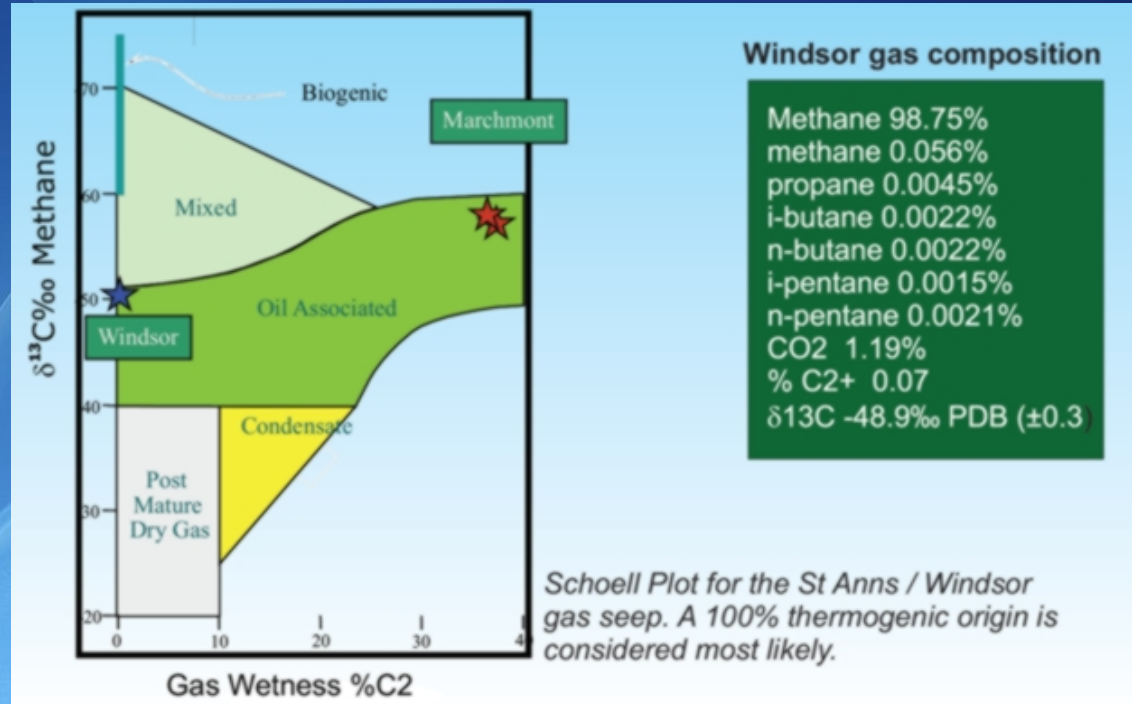 Windsor gas composition
Methane 98.75%
methane 0.056%
propane 0.0045%
i-butane 0.0022%
n-butane 0.0022%
i-pentane 0.0015%
n-pentane 0.0021%
CO2 1.19%
% C2+ 0.07
δ13C -48.9‰ PDB (±0.3)
δ¹³C‰ Methane
70
60
50
40
30
20
Biogenic
Marchmont
Mixed
Oil Associated
Windsor
Condensate
Post
Mature
Dry Gas
0 10 20 30 4
Gas Wetness %C2
Schoell Plot for the St Anns / Windsor
gas seep. A 100% thermogenic origin is
considered most likely.